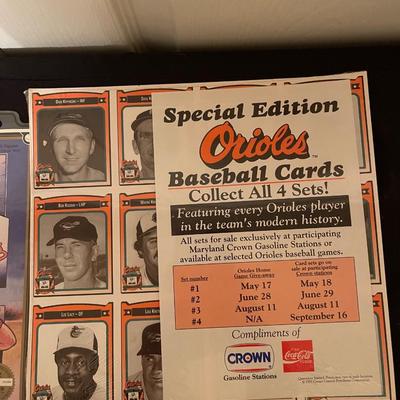 Special Edition
Orioles
Baseball Cards
Collect All 4 Sets!
Featuring every Orioles player
in the team's modern history.
All sets for sale exclusively at participating
Maryland Crown Gasoline Stations or
available at selected Orioles baseball games.
Set number
Orioles Home
Game Give-away
Card sets go on
sale at participating
Crown stations
#1 May 17 May 18
#2 June 28 June 29
#3 August 11 August 11
#4 N/A September 16
Compliments of
CROWN
Gasoline Stations
Coca-Cola